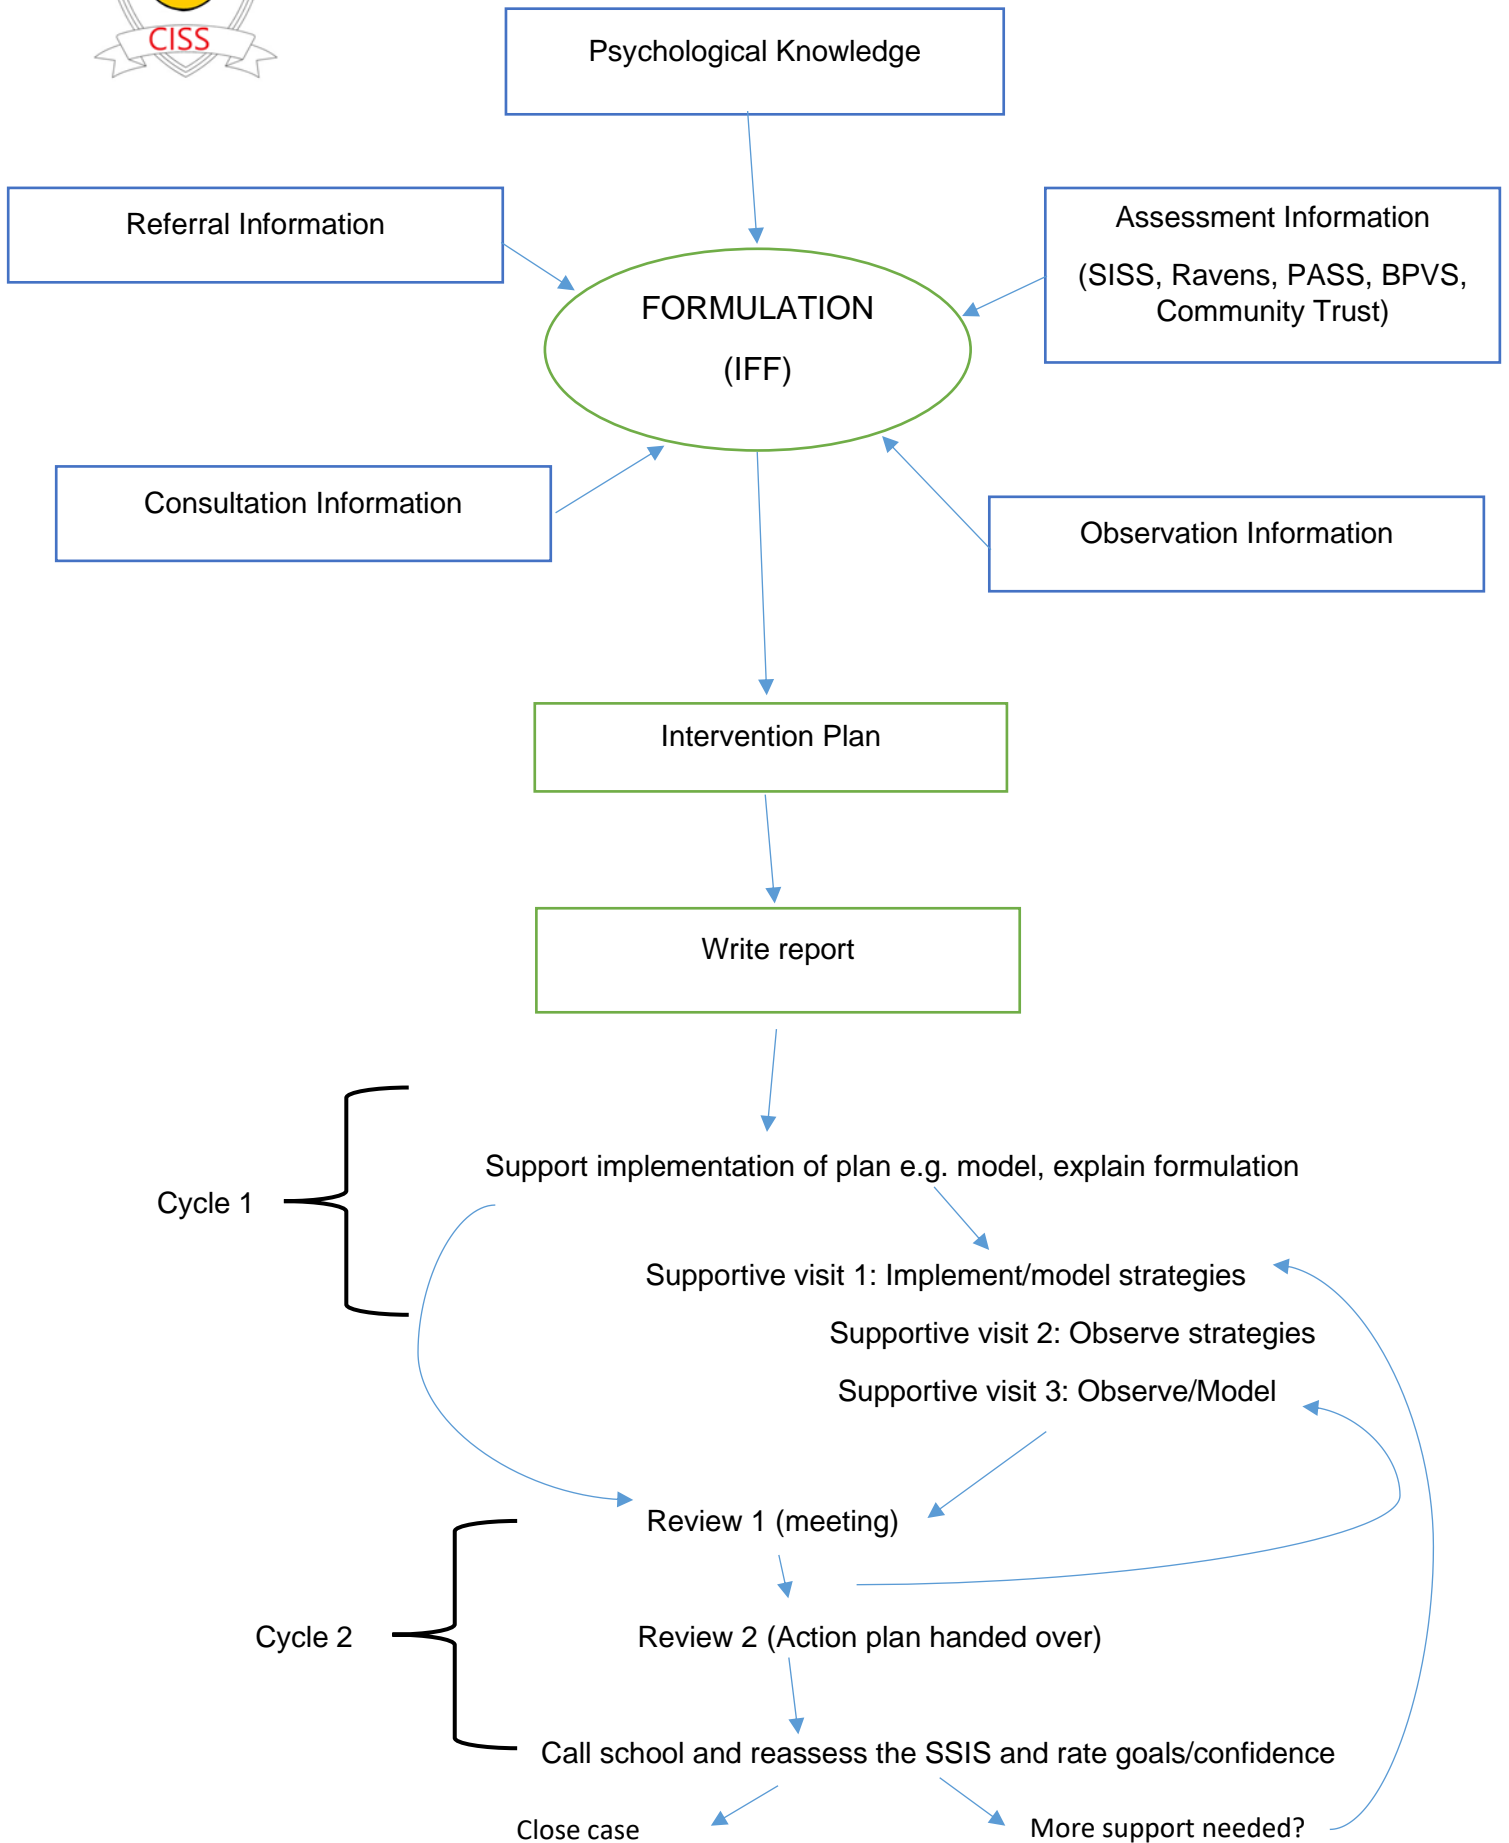 CISS
Psychological Knowledge
Referral Information
Assessment Information
(SISS, Ravens, PASS, BPVS,
Community Trust)
FORMULATION
(IFF)
Consultation Information
Observation Information
Intervention Plan
Write report
Support implementation of plan e.g. model, explain formulation
Cycle 1
Supportive visit 1: Implement/model strategies
Supportive visit 2: Observe strategies
Supportive visit 3: Observe/Model
Review 1 (meeting)
Cycle 2
Review 2 (Action plan handed over)
Call school and reassess the SSIS and rate goals/confidence
Close case
More support needed?